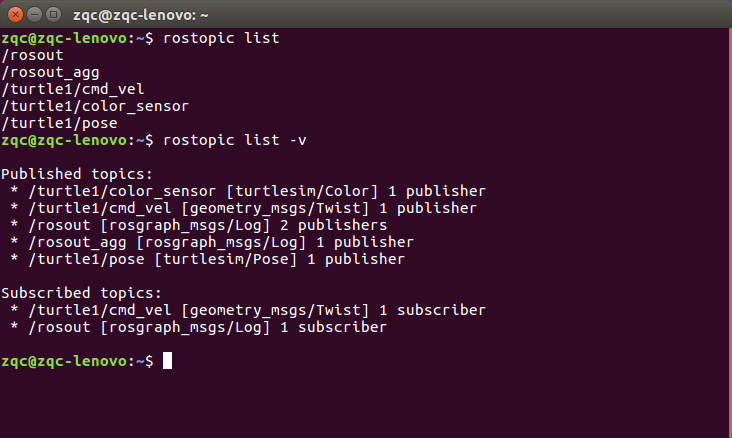 zqc@zqc-lenovo: ~
zqc@zqc-lenovo:~$ rostopic list
/rosout
/rosout_agg
/turtle1/cmd_vel
/turtle1/color_sensor
/turtle1/pose
zqc@zqc-lenovo:~$ rostopic list -v
Published topics:
 * /turtle1/color_sensor [turtlesim/Color] 1 publisher
 * /turtle1/cmd_vel [geometry_msgs/Twist] 1 publisher
 * /rosout [rosgraph_msgs/Log] 2 publishers
 * /rosout_agg [rosgraph_msgs/Log] 1 publisher
 * /turtle1/pose [turtlesim/Pose] 1 publisher
Subscribed topics:
 * /turtle1/cmd_vel [geometry_msgs/Twist] 1 subscriber
 * /rosout [rosgraph_msgs/Log] 1 subscriber
zqc@zqc-lenovo:~$